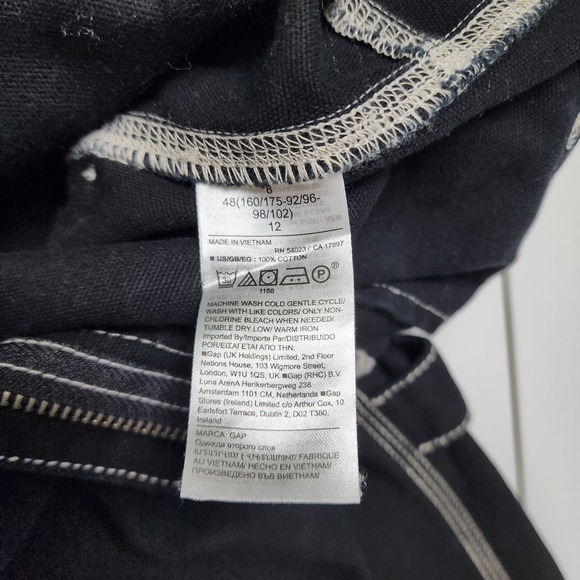 8
48(160/175-92/96-
98/102)
12
MADE IN VIETNAM
RN 54023 / CA 17897
■ US/GB/EG : 100% COTTON
P ®
1166
MACHINE WASH COLD GENTLE CYCLE/
WASH WITH LIKE COLORS/ ONLY NON-
CHLORINE BLEACH WHEN NEEDED/
TUMBLE DRY LOW/ WARM IRON
Imported By/Importe Par/DISTRIBUIDO
POR/ΕΙΣΑΓΕΤΑΙ ΑΠΟ ΤΗΝ:
■Gap (UK Holdings) Limited, 2nd Floor
Nations House, 103 Wigmore Street,
London, W1U 1QS, UK ■Gap (RHC) B.V.
Luna ArenA Herikerbergweg 238
Amsterdam 1101 CM, Netherlands ■Gap
Stores (Ireland) Limited c/o Arthur Cox, 10
Earlsfort Terrace, Dublin 2, D02 T380,
Ireland
MARCA: GAP
Одежда второго слоя
FABRIQUE
AU VIETNAM/ HECHO EN VIETNAM/
ПРОИЗВЕДЕНО ВЪВ ВИЕТНАМ